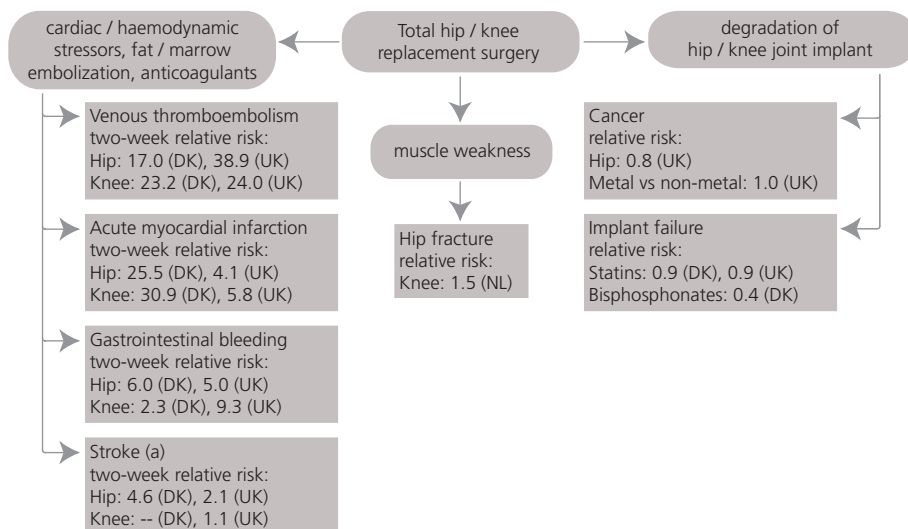 cardiac / haemodynamic
stressors, fat / marrow
embolization, anticoagulants
Total hip / knee
replacement surgery
degradation of
hip / knee joint implant
Venous thromboembolism
two-week relative risk:
Hip: 17.0 (DK), 38.9 (UK)
Knee: 23.2 (DK), 24.0 (UK)
Acute myocardial infarction
two-week relative risk:
Hip: 25.5 (DK), 4.1 (UK)
Knee: 30.9 (DK), 5.8 (UK)
Gastrointestinal bleeding
two-week relative risk:
Hip: 6.0 (DK), 5.0 (UK)
Knee: 2.3 (DK), 9.3 (UK)
Stroke (a)
two-week relative risk:
Hip: 4.6 (DK), 2.1 (UK)
Knee: -- (DK), 1.1 (UK)
muscle weakness
Hip fracture
relative risk:
Knee: 1.5 (NL)
Cancer
relative risk:
Hip: 0.8 (UK)
Metal vs non-metal: 1.0 (UK)
Implant failure
relative risk:
Statins: 0.9 (DK), 0.9 (UK)
Bisphosphonates: 0.4 (DK)